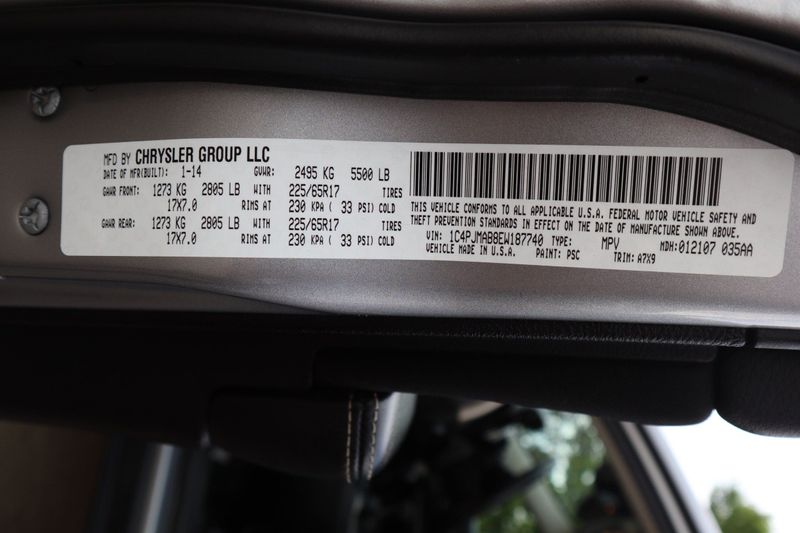 MFD BY CHRYSLER GROUP LLC
DATE OF MFR(BUILT): 1-14 GVWR: 2495 KG 5500 LB
GAWR FRONT: 1273 KG 2805 LB WITH 225/65R17 TIRES
17X7.0 RIMS AT 230 KPA ( 33 PSI) COLD
GAWR REAR: 1273 KG 2805 LB WITH 225/65R17 TIRES
17X7.0 RIMS AT 230 KPA ( 33 PSI) COLD
THIS VEHICLE CONFORMS TO ALL APPLICABLE U.S.A. FEDERAL MOTOR VEHICLE SAFETY AND
THEFT PREVENTION STANDARDS IN EFFECT ON THE DATE OF MANUFACTURE SHOWN ABOVE.
VIN: 1C4PJMAB8EW187740 TYPE: MPV MDH: 012107 035AA
VEHICLE MADE IN U.S.A. PAINT: PSC TRIM: A7X9